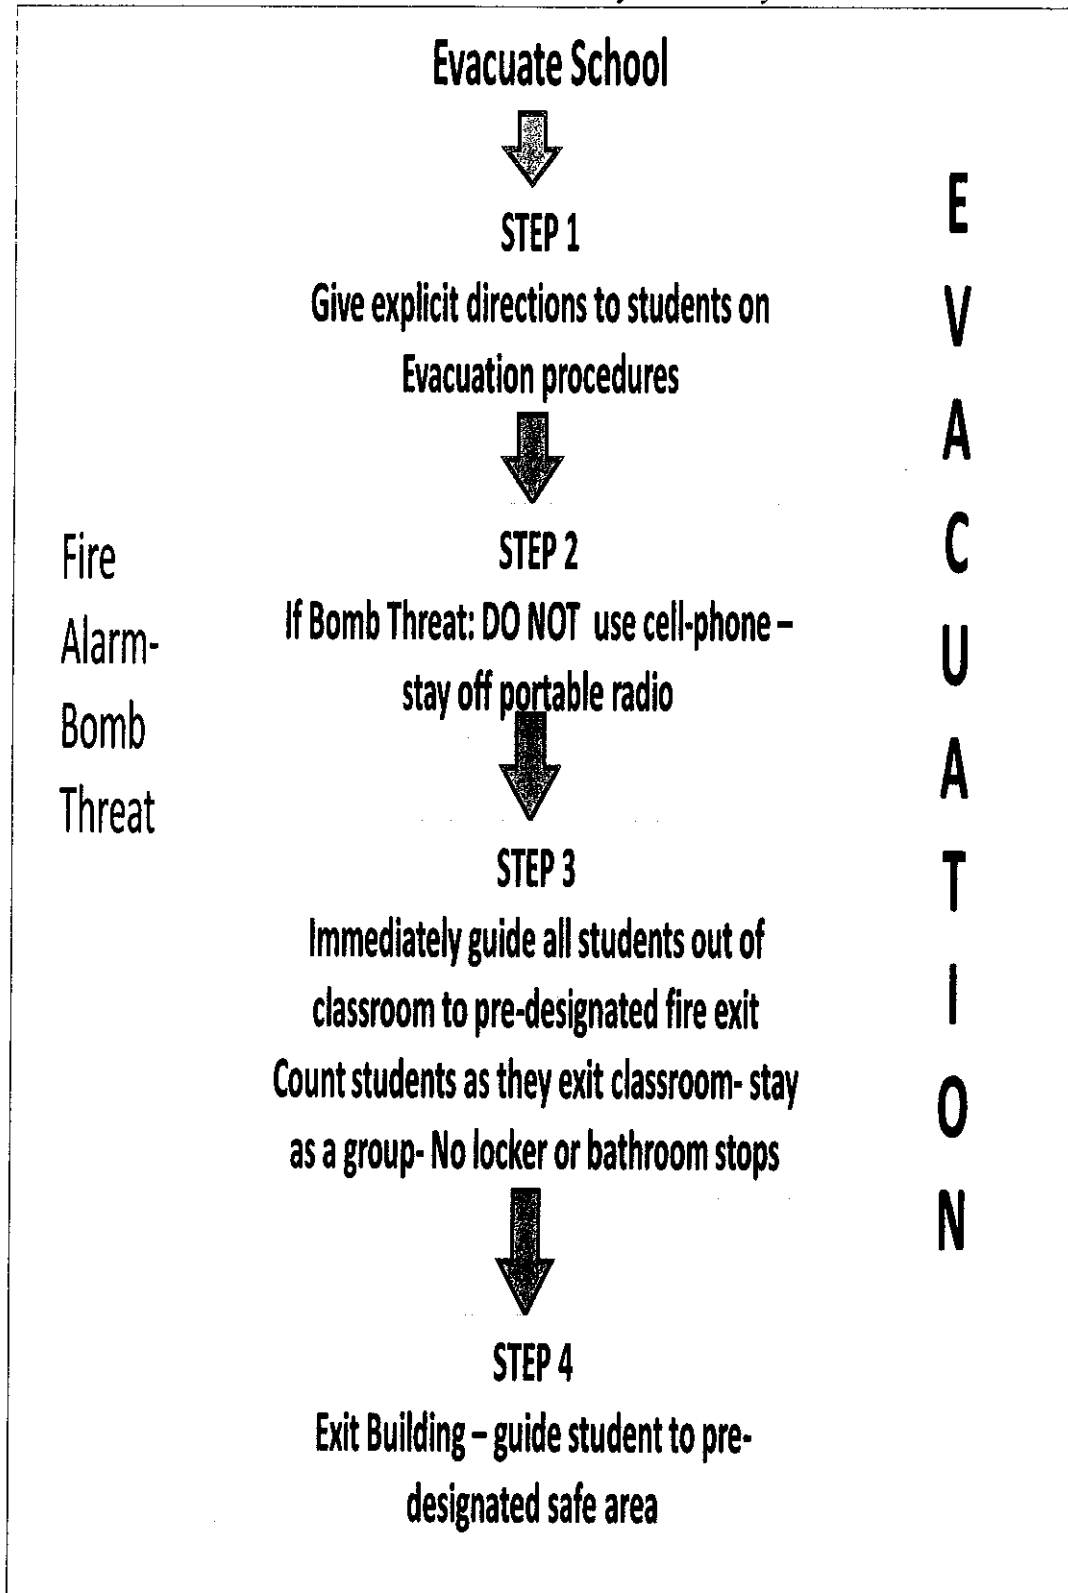 Evacuate School
STEP 1
Give explicit directions to students on
Evacuation procedures
STEP 2
If Bomb Threat: DO NOT use cell-phone –
stay off portable radio
STEP 3
Immediately guide all students out of
classroom to pre-designated fire exit
Count students as they exit classroom- stay
as a group- No locker or bathroom stops
STEP 4
Exit Building – guide student to pre-
designated safe area
Fire
Alarm-
Bomb
Threat
E
V
A
C
U
A
T
I
O
N